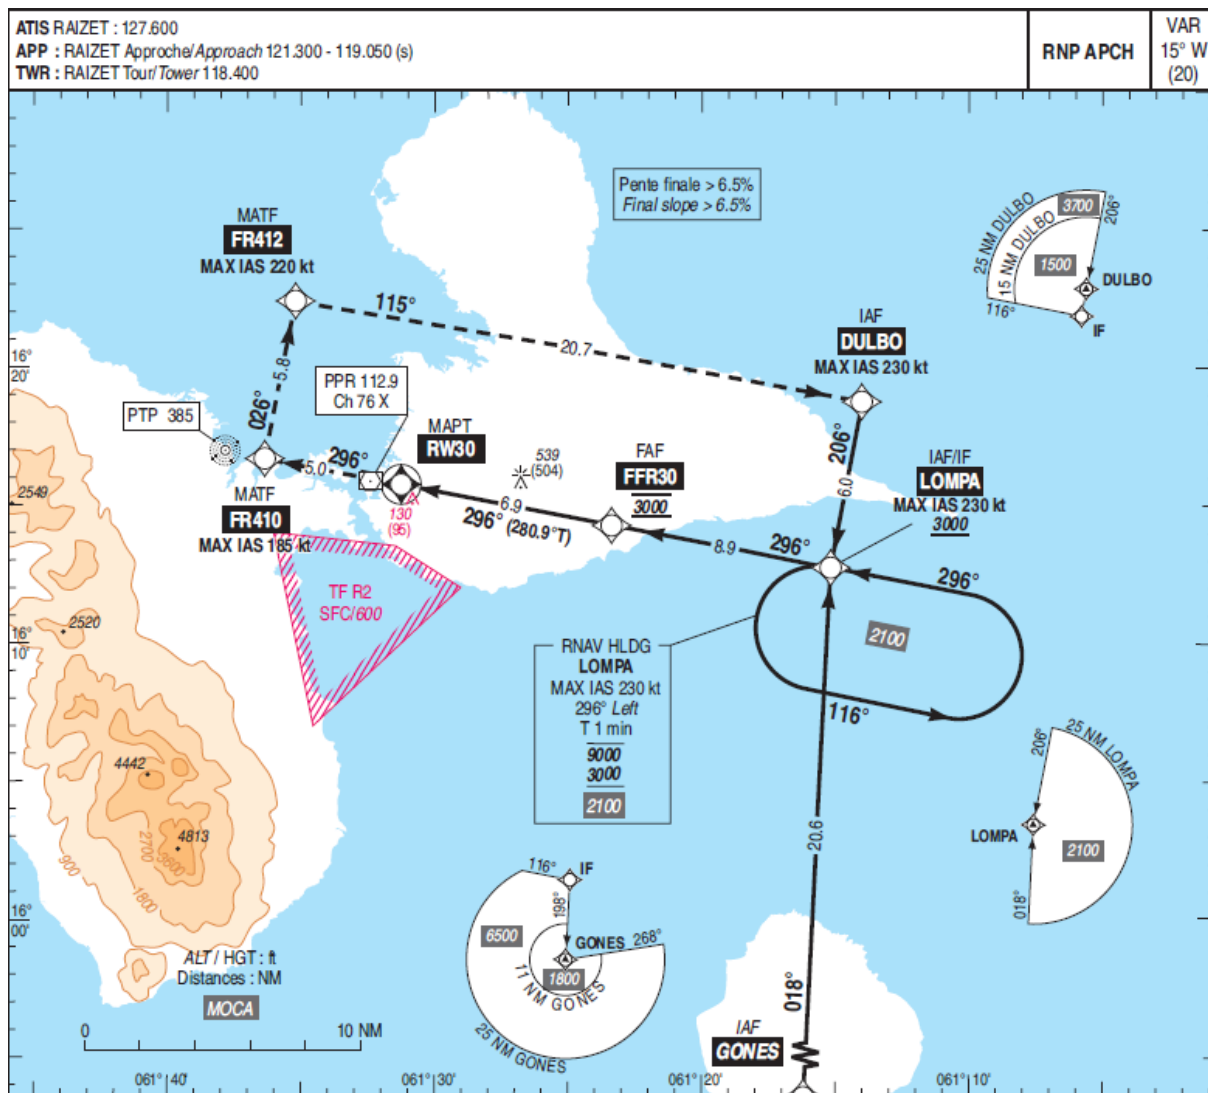 ATIS RAIZET : 127.600
APP : RAIZET Approche/Approach 121.300 - 119.050 (s)
TWR : RAIZET Tour/Tower 118.400
RNP APCH
VAR
15° W
(20)
Pente finale > 6.5%
Final slope > 6.5%
MATF
FR412
MAX IAS 220 kt
115°
20.7
5.8
026°
IAF
DULBO
MAX IAS 230 kt
206°
6.0
25 NM DULBO
15 NM DULBO
3700
1500
206°
116°
DULBO
IF
16°
20'
PPR 112.9
Ch 76 X
PTP 385
MAPT
RW30
296°
5.0
MATF
FR410
MAX IAS 185 kt
539
(504)
130
(95)
FAF
FFR30
3000
6.9
296° (280.9°T)
IAF/IF
LOMPA
MAX IAS 230 kt
3000
8.9
296°
296°
2100
116°
TF R2
SFC/600
2549
2520
16°
10'
RNAV HLDG
LOMPA
MAX IAS 230 kt
296° Left
T 1 min
9000
3000
2100
25 NM LOMPA
206°
LOMPA
2100
018°
4442
4813
2700
3600
900
1800
20.6
018°
116°
IF
198°
6500
GONES
268°
1800
11 NM GONES
25 NM GONES
16°
00'
ALT / HGT : ft
Distances : NM
MOCA
0
10 NM
IAF
GONES
061° 40'
061° 30'
061° 20'
061° 10'